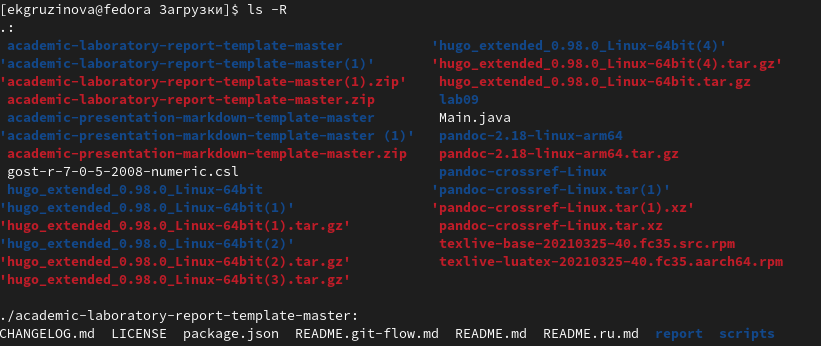 [ekgruzinova@fedora Загрузки]$ ls -R
.:
academic-laboratory-report-template-master 'hugo_extended_0.98.0_Linux-64bit(4)'
'academic-laboratory-report-template-master(1)' 'hugo_extended_0.98.0_Linux-64bit(4).tar.gz'
'academic-laboratory-report-template-master(1).zip' hugo_extended_0.98.0_Linux-64bit.tar.gz
academic-laboratory-report-template-master.zip lab09
academic-presentation-markdown-template-master Main.java
'academic-presentation-markdown-template-master (1)' pandoc-2.18-linux-arm64
academic-presentation-markdown-template-master.zip pandoc-2.18-linux-arm64.tar.gz
gost-r-7-0-5-2008-numeric.csl pandoc-crossref-Linux
hugo_extended_0.98.0_Linux-64bit 'pandoc-crossref-Linux.tar(1)'
'hugo_extended_0.98.0_Linux-64bit(1)' 'pandoc-crossref-Linux.tar(1).xz'
'hugo_extended_0.98.0_Linux-64bit(1).tar.gz' pandoc-crossref-Linux.tar.xz
'hugo_extended_0.98.0_Linux-64bit(2)' texlive-base-20210325-40.fc35.src.rpm
'hugo_extended_0.98.0_Linux-64bit(2).tar.gz' texlive-luatex-20210325-40.fc35.aarch64.rpm
'hugo_extended_0.98.0_Linux-64bit(3).tar.gz'
./academic-laboratory-report-template-master:
CHANGELOG.md LICENSE package.json README.git-flow.md README.md README.ru.md report scripts